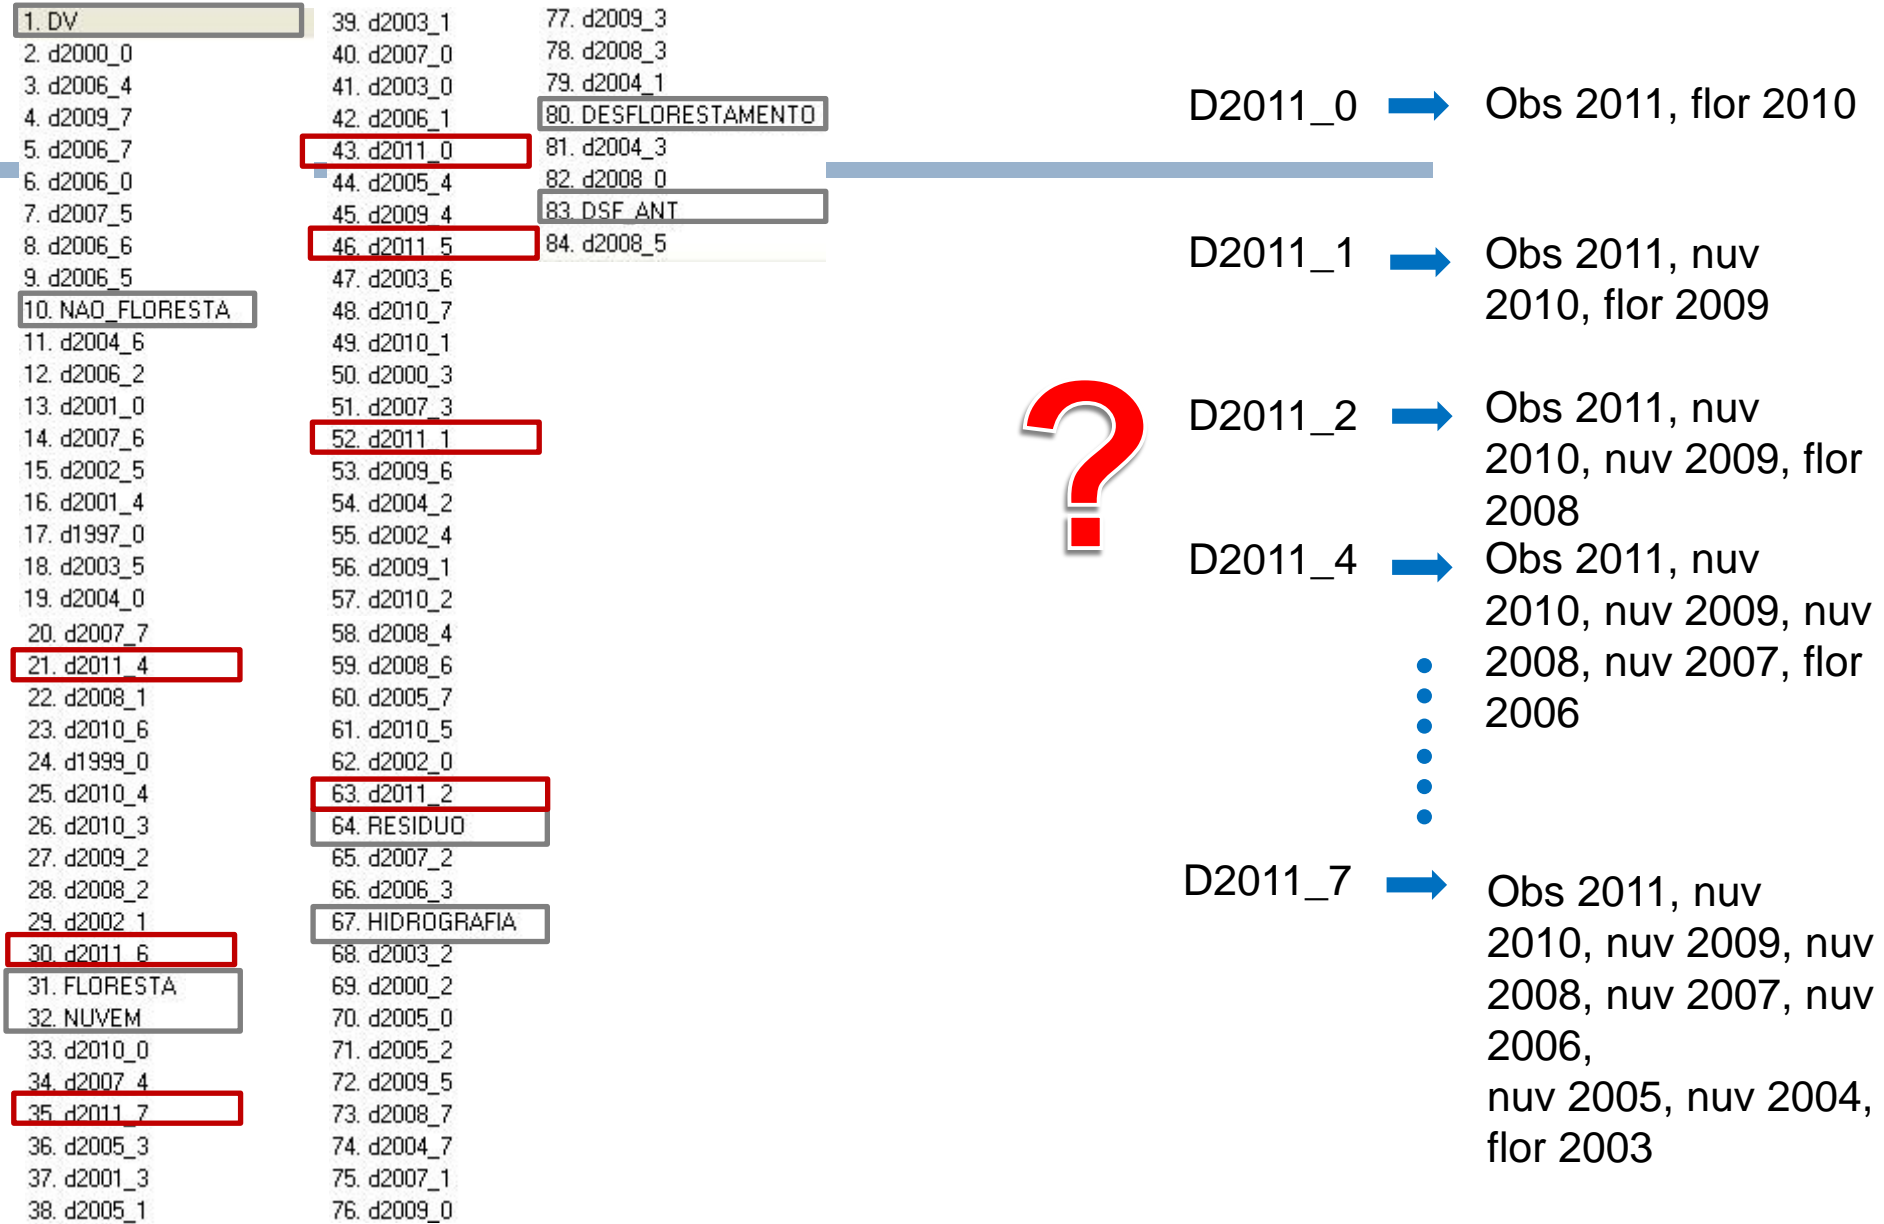 1. DV
2. d2000_0
3. d2006_4
4. d2009_7
5. d2006_7
6. d2006_0
7. d2007_5
8. d2006_6
9. d2006_5
10. NAO_FLORESTA
11. d2004_6
12. d2006_2
13. d2001_0
14. d2007_6
15. d2002_5
16. d2001_4
17. d1997_0
18. d2003_5
19. d2004_0
20. d2007_7
21. d2011_4
22. d2008_1
23. d2010_6
24. d1999_0
25. d2010_4
26. d2010_3
27. d2009_2
28. d2008_2
29. d2002_1
30. d2011_6
31. FLORESTA
32. NUVEM
33. d2010_0
34. d2007_4
35. d2011_7
36. d2005_3
37. d2001_3
38. d2005_1
39. d2003_1
40. d2007_0
41. d2003_0
42. d2006_1
43. d2011_0
44. d2005_4
45. d2009_4
46. d2011_5
47. d2003_6
48. d2010_7
49. d2010_1
50. d2000_3
51. d2007_3
52. d2011_1
53. d2009_6
54. d2004_2
55. d2002_4
56. d2009_1
57. d2010_2
58. d2008_4
59. d2008_6
60. d2005_7
61. d2010_5
62. d2002_0
63. d2011_2
64. RESIDUO
65. d2007_2
66. d2006_3
67. HIDROGRAFIA
68. d2003_2
69. d2000_2
70. d2005_0
71. d2005_2
72. d2009_5
73. d2008_7
74. d2004_7
75. d2007_1
76. d2009_0
77. d2009_3
78. d2008_3
79. d2004_1
80. DESFLORESTAMENTO
81. d2004_3
82. d2008_0
83. DSF_ANT
84. d2008_5
?
D2011_0
Obs 2011, flor 2010
D2011_1
Obs 2011, nuv
2010, flor 2009
D2011_2
Obs 2011, nuv
2010, nuv 2009, flor
2008
D2011_4
Obs 2011, nuv
2010, nuv 2009, nuv
2008, nuv 2007, flor
2006
D2011_7
Obs 2011, nuv
2010, nuv 2009, nuv
2008, nuv 2007, nuv
2006,
nuv 2005, nuv 2004,
flor 2003